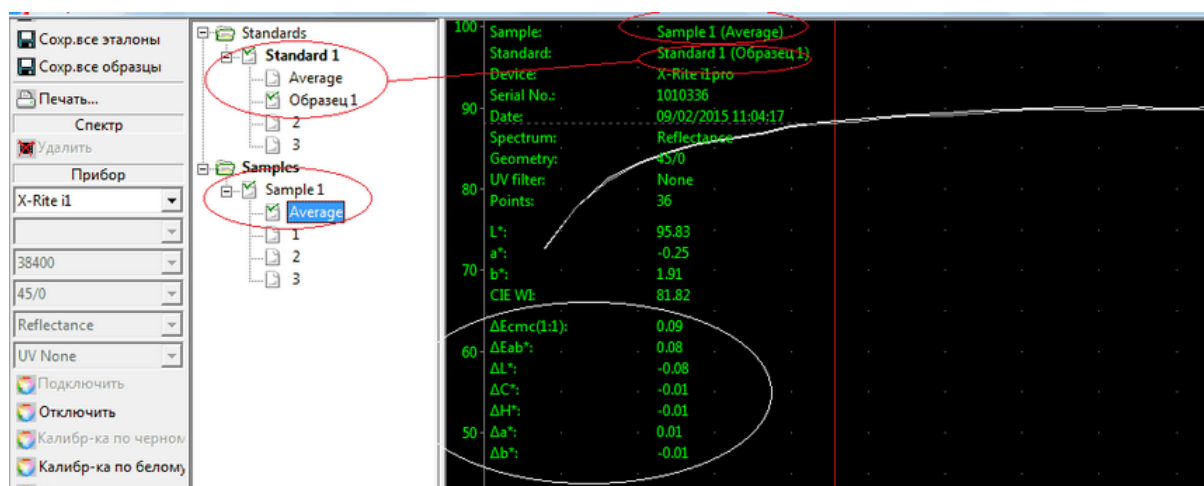 Сохр.все эталоны
Сохр.все образцы
Печать...
Спектр
Удалить
Прибор
X-Rite i1
38400
45/0
Reflectance
UV None
Подключить
Отключить
Калибр-ка по черном
Калибр-ка по белому
Standards
Standard 1
Average
Образец 1
2
3
Samples
Sample 1
Average
1
2
3
100
90
80
70
60
50
Sample: Sample 1 (Average)
Standard: Standard 1 (Образец 1)
Device: X-Rite i1pro
Serial No.: 1010336
Date: 09/02/2015 11:04:17
Spectrum: Reflectance
Geometry: 45/0
UV filter: None
Points: 36
L*: 95.83
a*: -0.25
b*: 1.91
CIE WI: 81.82
ΔEcmc(1:1): 0.09
ΔEab*: 0.08
ΔL*: -0.08
ΔC*: -0.01
ΔH*: -0.01
Δa*: 0.01
Δb*: -0.01